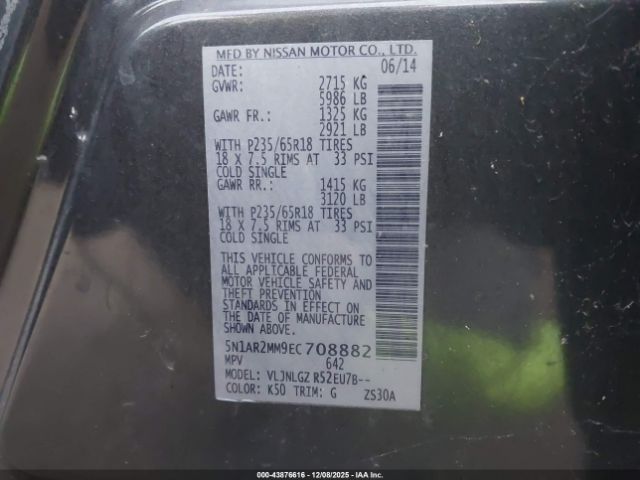 MFD BY NISSAN MOTOR CO., LTD.
DATE: 06/14
GVWR: 2715 KG
5986 LB
GAWR FR.: 1325 KG
2921 LB
WITH P235/65R18 TIRES
18 X 7.5 RIMS AT 33 PSI
COLD SINGLE
GAWR RR.: 1415 KG
3120 LB
WITH P235/65R18 TIRES
18 X 7.5 RIMS AT 33 PSI
COLD SINGLE
THIS VEHICLE CONFORMS TO
ALL APPLICABLE FEDERAL
MOTOR VEHICLE SAFETY AND
THEFT PREVENTION
STANDARDS IN EFFECT ON
THE DATE OF MANUFACTURE
SHOWN ABOVE.
5N1AR2MM9EC708882
MPV 642
MODEL: VLJNLGZ R52EU7B--
COLOR: K50 TRIM: G ZS30A
000-43876616 - 12/08/2025 - IAAI.COM